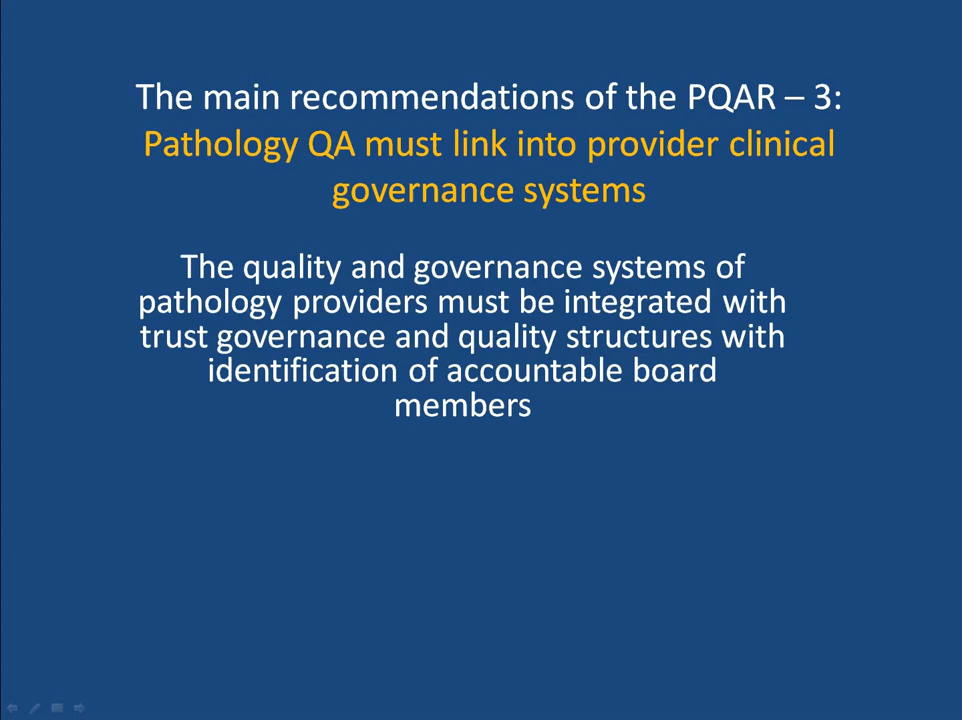 The main recommendations of the PQAR – 3:
Pathology QA must link into provider clinical
governance systems
The quality and governance systems of
pathology providers must be integrated with
trust governance and quality structures with
identification of accountable board
members